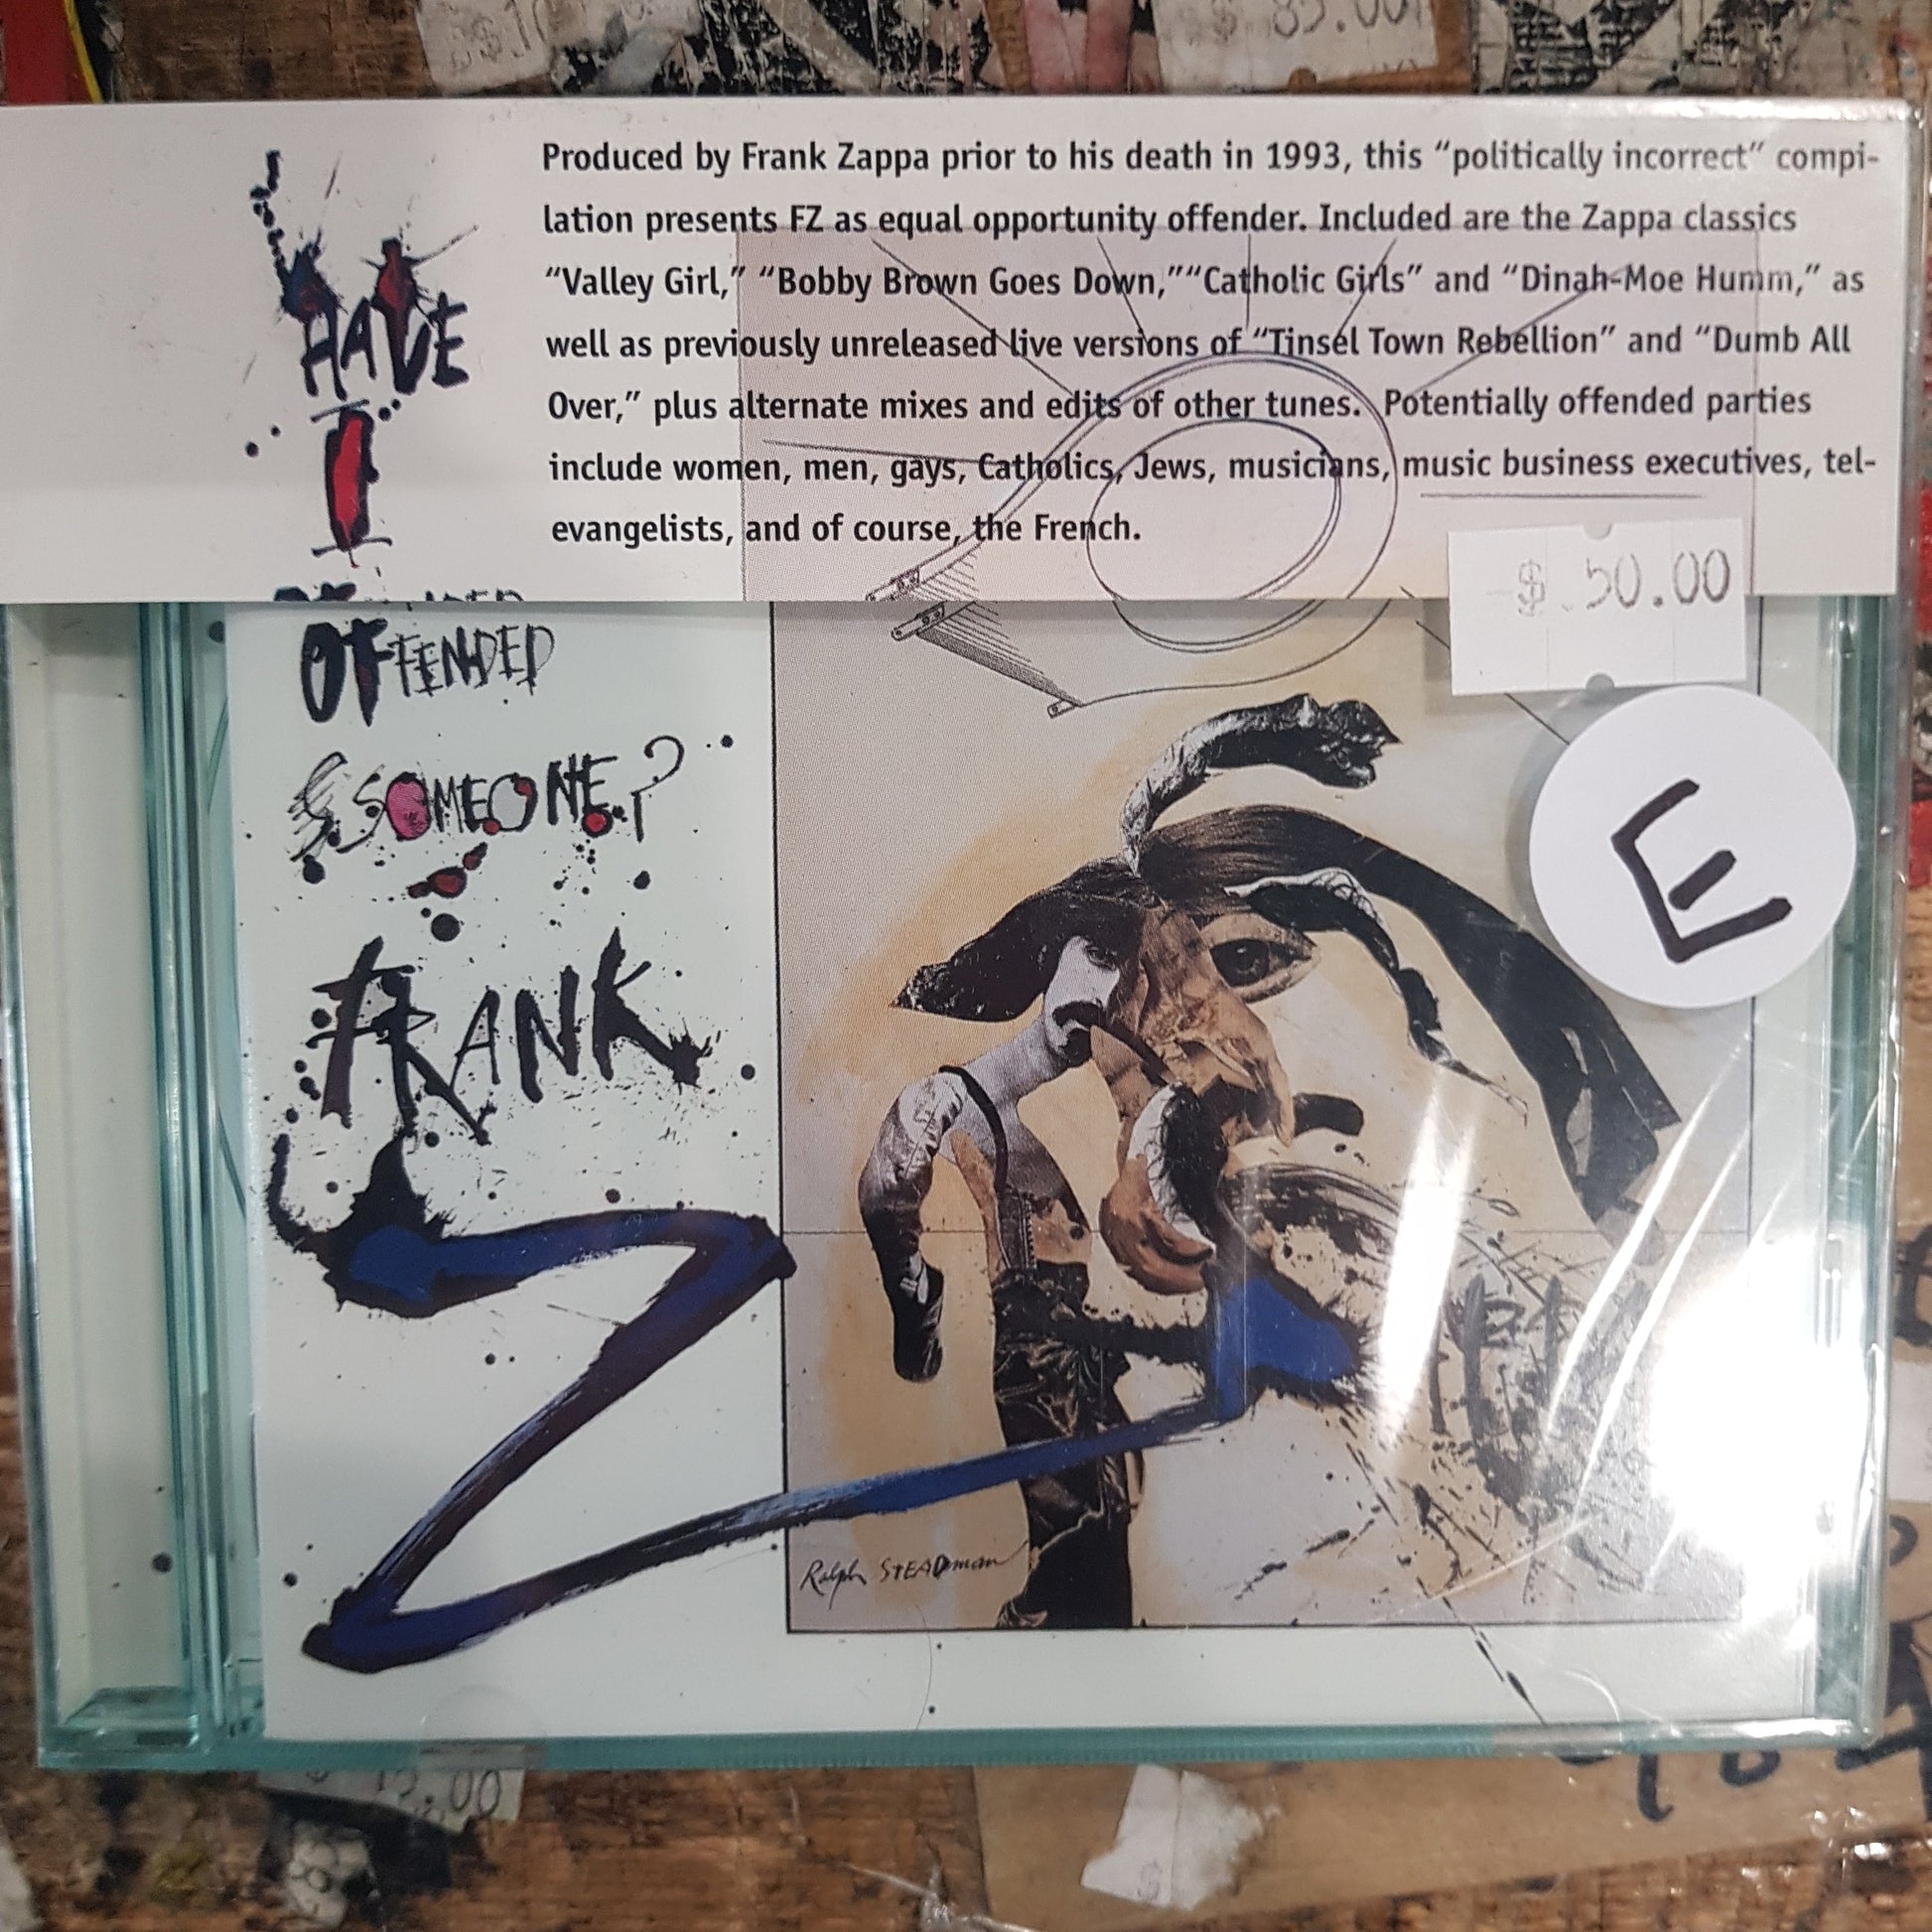 $ 35.00
Produced by Frank Zappa prior to his death in 1993, this “politically incorrect” compi-
lation presents FZ as equal opportunity offender. Included are the Zappa classics
“Valley Girl,” “Bobby Brown Goes Down,”“Catholic Girls” and “Dinah-Moe Humm,” as
well as previously unreleased live versions of “Tinsel Town Rebellion” and “Dumb All
Over,” plus alternate mixes and edits of other tunes. Potentially offended parties
include women, men, gays, Catholics, Jews, musicians, music business executives, tel-
evangelists, and of course, the French.
HAVE
I
OFFENDED
SOMEONE?
FRANK
Z
$ 50.00
E
Ralph STEADman
$ 15.00